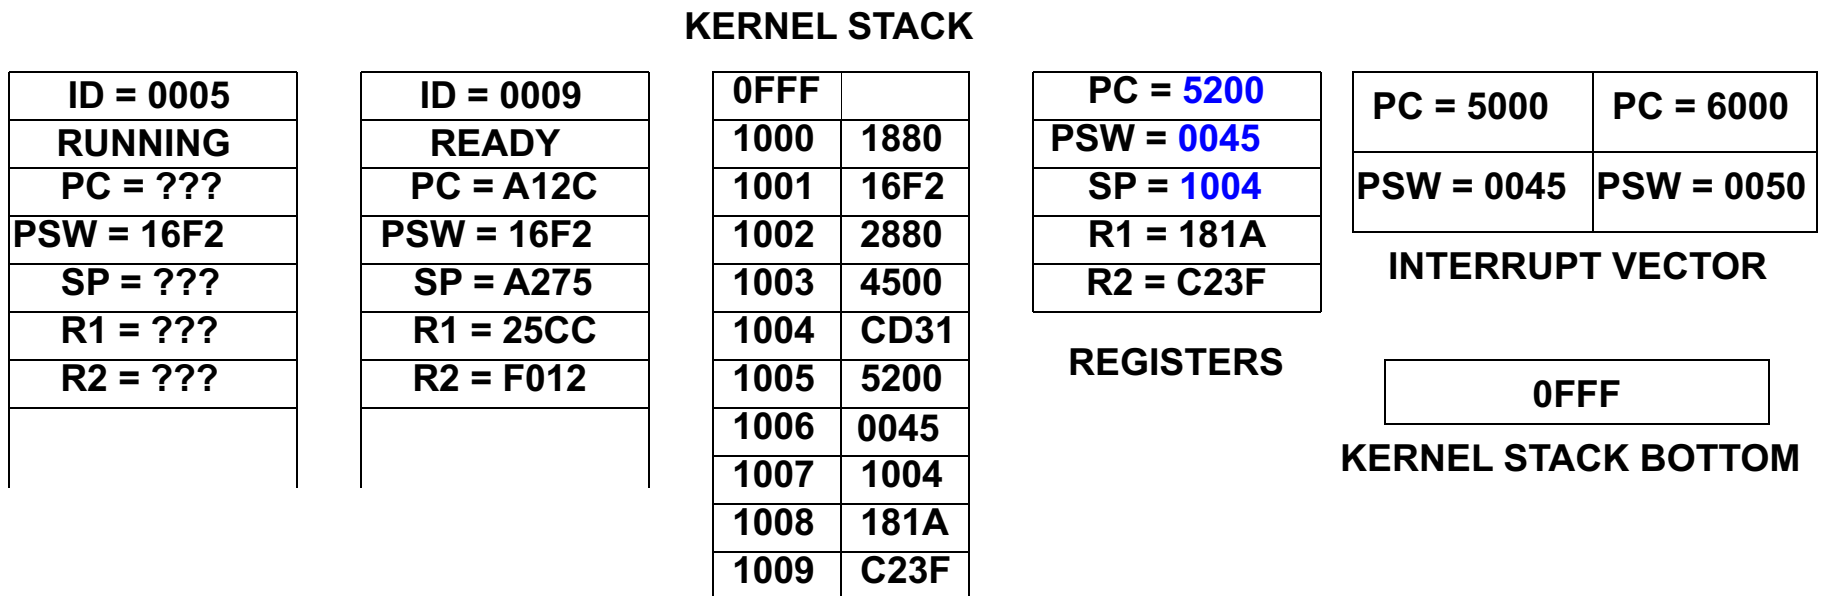 KERNEL STACK
ID = 0005
RUNNING
PC = ???
PSW = 16F2
SP = ???
R1 = ???
R2 = ???
ID = 0009
READY
PC = A12C
PSW = 16F2
SP = A275
R1 = 25CC
R2 = F012
0FFF
1000 1880
1001 16F2
1002 2880
1003 4500
1004 CD31
1005 5200
1006 0045
1007 1004
1008 181A
1009 C23F
PC = 5200
PSW = 0045
SP = 1004
R1 = 181A
R2 = C23F
REGISTERS
PC = 5000 PC = 6000
PSW = 0045 PSW = 0050
INTERRUPT VECTOR
0FFF
KERNEL STACK BOTTOM